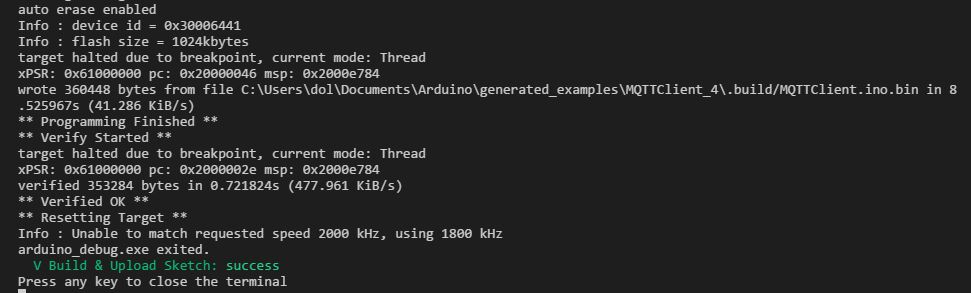 auto erase enabled
Info : device id = 0x30006441
Info : flash size = 1024kbytes
target halted due to breakpoint, current mode: Thread
xPSR: 0x61000000 pc: 0x20000046 msp: 0x2000e784
wrote 360448 bytes from file C:\Users\dol\Documents\Arduino\generated_examples\MQTTClient_4\.build/MQTTClient.ino.bin in 8
.525967s (41.286 KiB/s)
** Programming Finished **
** Verify Started **
target halted due to breakpoint, current mode: Thread
xPSR: 0x61000000 pc: 0x2000002e msp: 0x2000e784
verified 353284 bytes in 0.721824s (477.961 KiB/s)
** Verified OK **
** Resetting Target **
Info : Unable to match requested speed 2000 kHz, using 1800 kHz
arduino_debug.exe exited.
V Build & Upload Sketch: success
Press any key to close the terminal